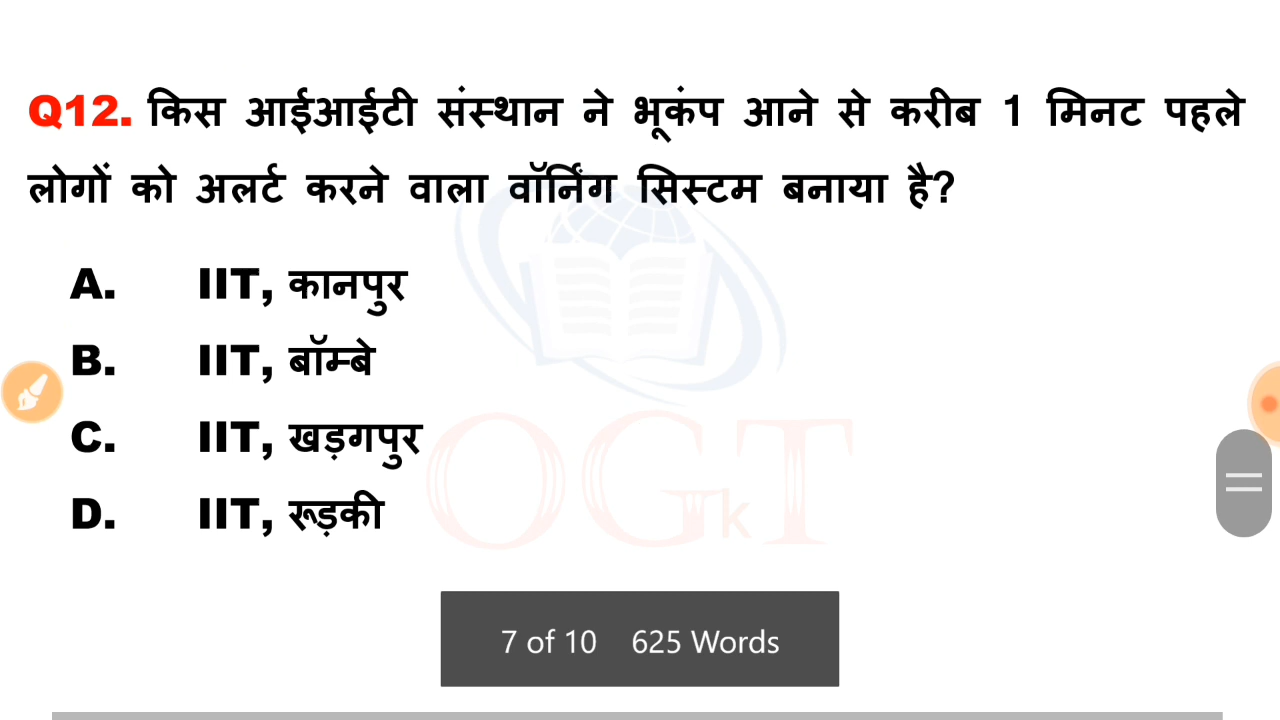 Q12. किस आईआईटी संस्थान ने भूकंप आने से करीब 1 मिनट पहले
लोगों को अलर्ट करने वाला वॉर्निंग सिस्टम बनाया है?
A. IIT, कानपुर
B. IIT, बॉम्बे
C. IIT, खड़गपुर
D. IIT, रूड़की
OGkT
7 of 10 625 Words